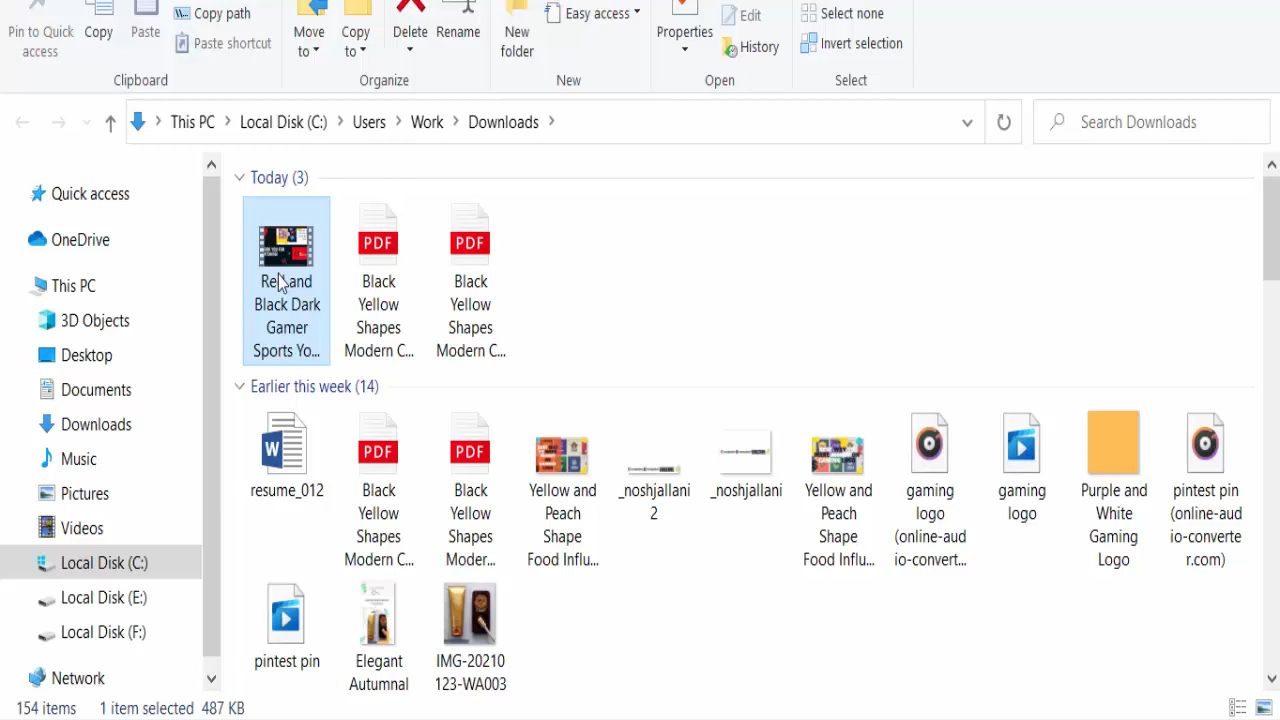 Pin to Quick access
Copy
Paste
Copy path
Paste shortcut
Clipboard
Move to
Copy to
Delete
Rename
Organize
New folder
Easy access
New
Properties
Edit
History
Open
Select none
Invert selection
Select
This PC
Local Disk (C:)
Users
Work
Downloads
Search Downloads
Quick access
OneDrive
This PC
3D Objects
Desktop
Documents
Downloads
Music
Pictures
Videos
Local Disk (C:)
Local Disk (E:)
Local Disk (F:)
Network
Today (3)
Red and
Black Dark
Gamer
Sports Yo...
PDF
Black
Yellow
Shapes
Modern C...
PDF
Black
Yellow
Shapes
Modern C...
Earlier this week (14)
W
resume_012
PDF
Black
Yellow
Shapes
Modern C...
PDF
Black
Yellow
Shapes
Moder...
Yellow and
Peach
Shape
Food Influ...
_noshjallani
2
_noshjallani
Yellow and
Peach
Shape
Food Influ...
gaming
logo
(online-aud
io-convert...
gaming
logo
Purple and
White
Gaming
Logo
pintest pin
(online-aud
io-converte
r.com)
pintest pin
Elegant
Autumnal
IMG-20210
123-WA003
154 items
1 item selected 487 KB